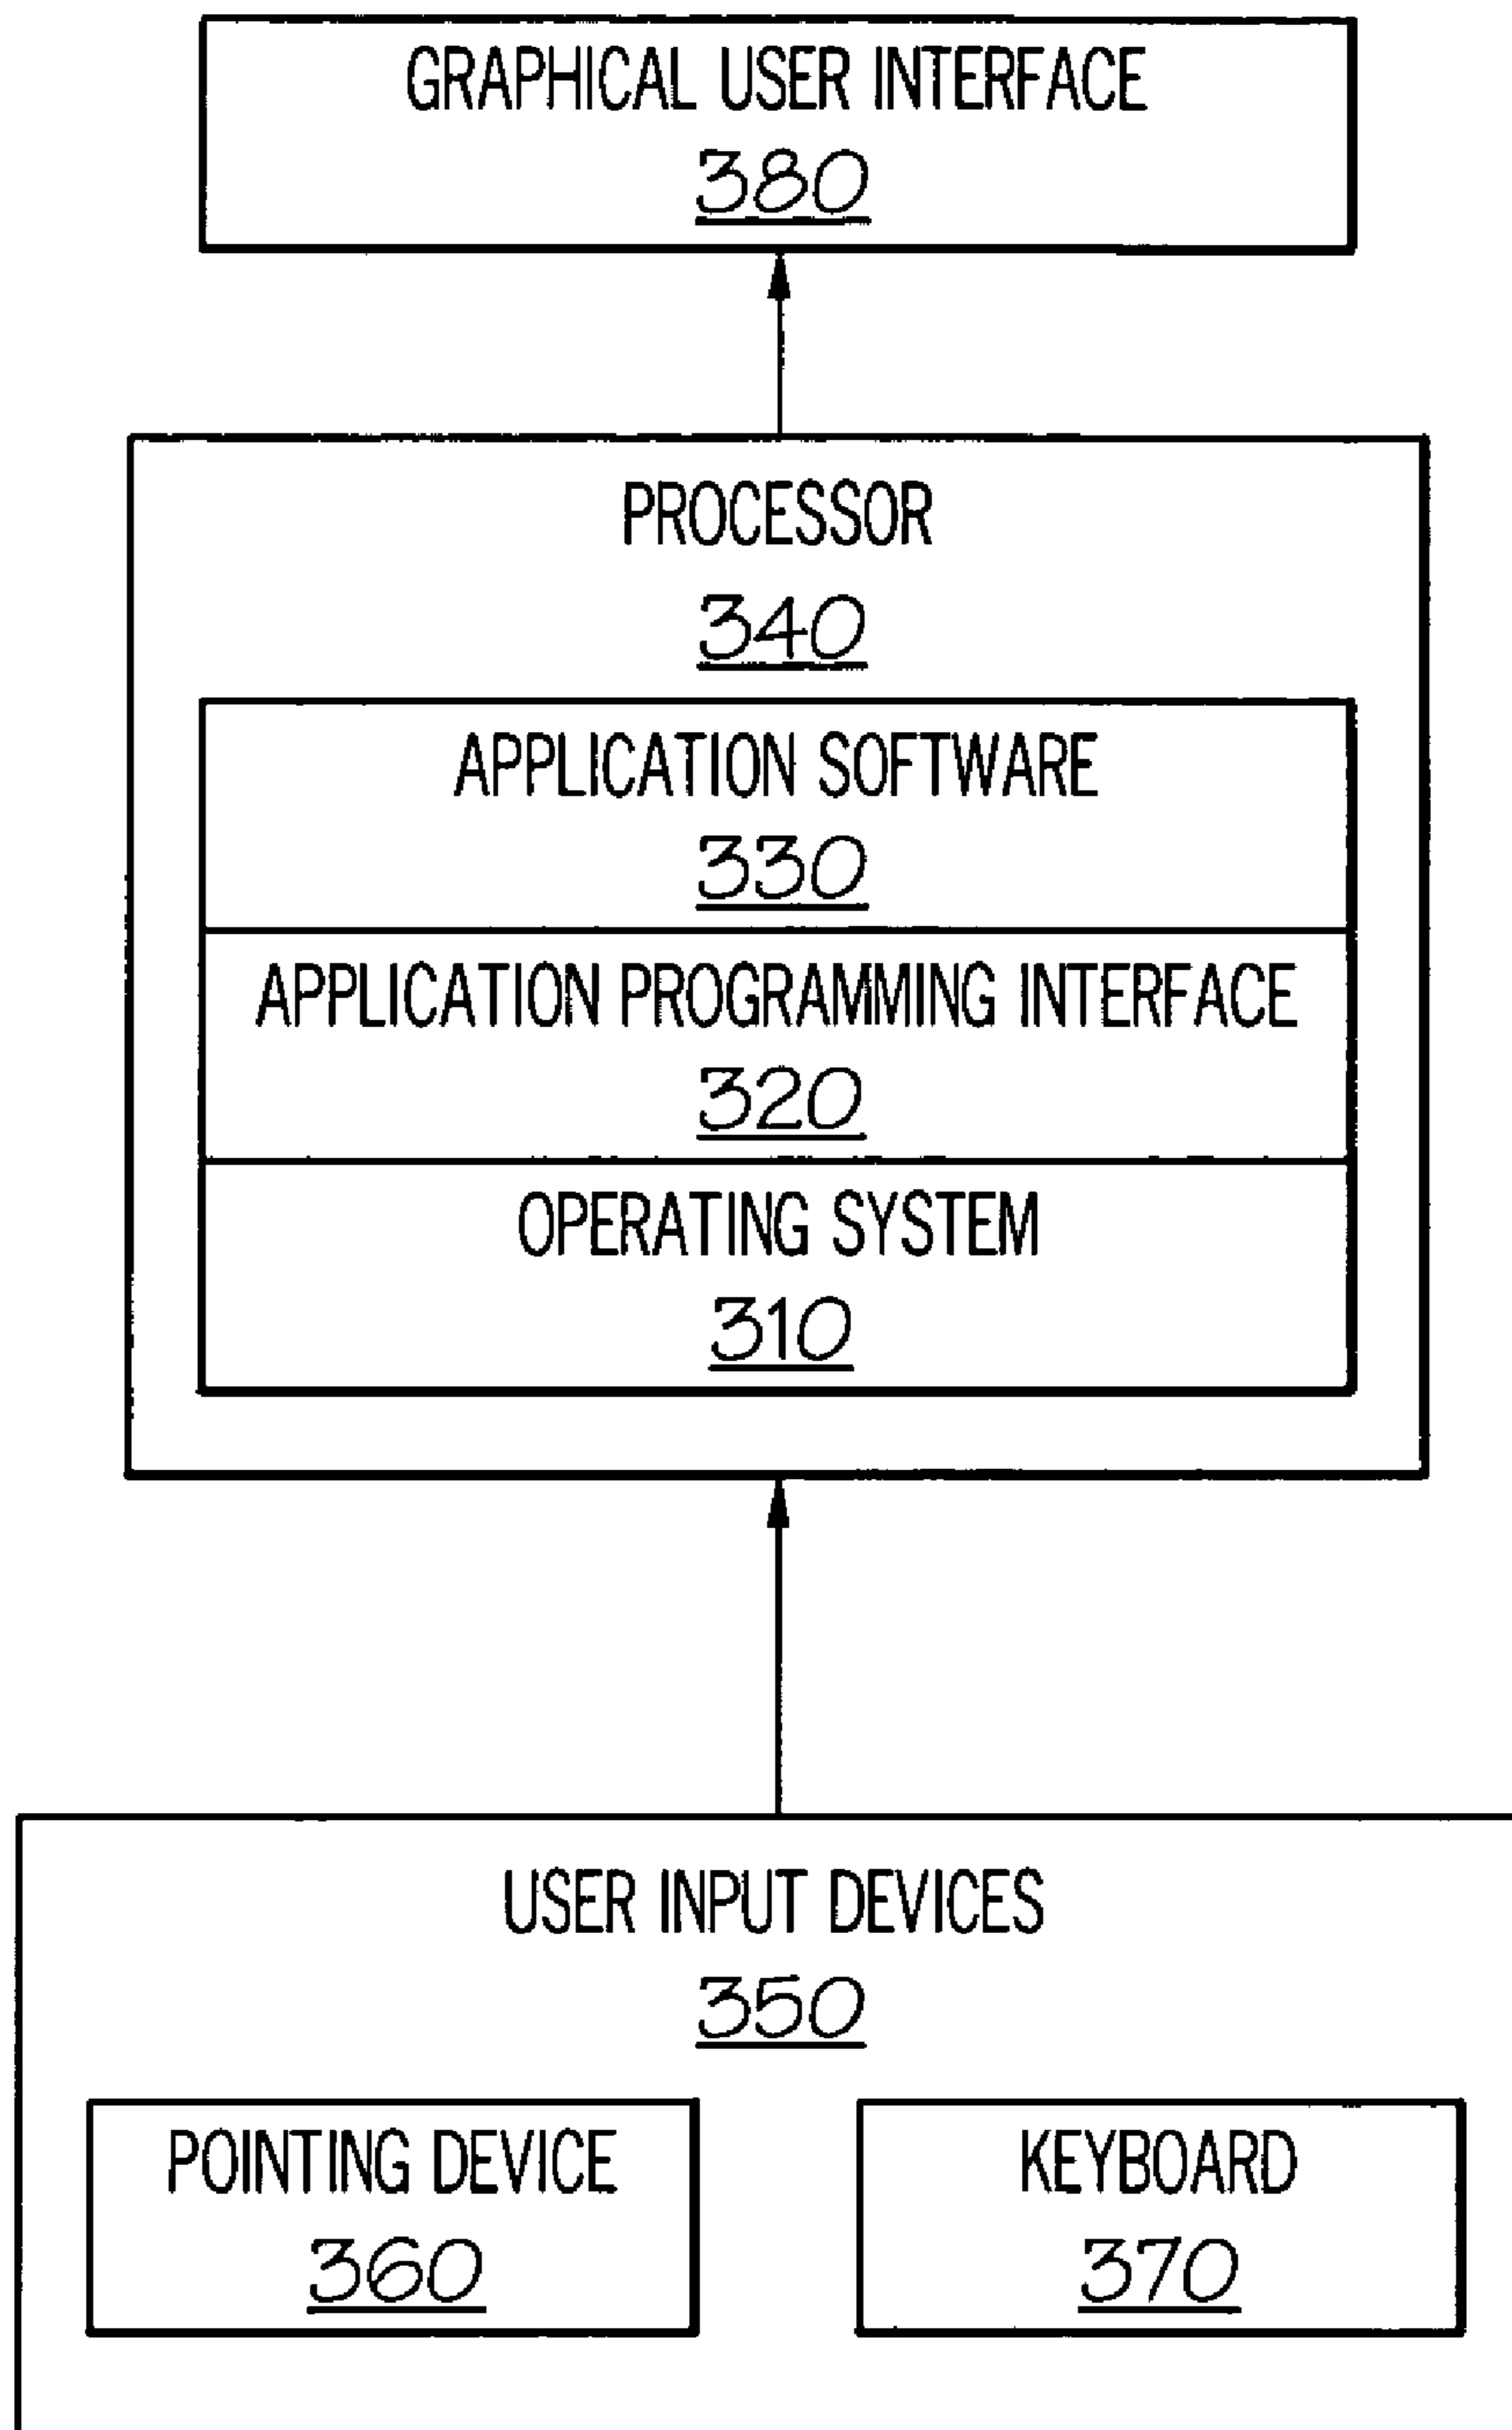 GRAPHICAL USER INTERFACE
380
PROCESSOR
340
APPLICATION SOFTWARE
330
APPLICATION PROGRAMMING INTERFACE
320
OPERATING SYSTEM
310
USER INPUT DEVICES
350
POINTING DEVICE
360
KEYBOARD
370